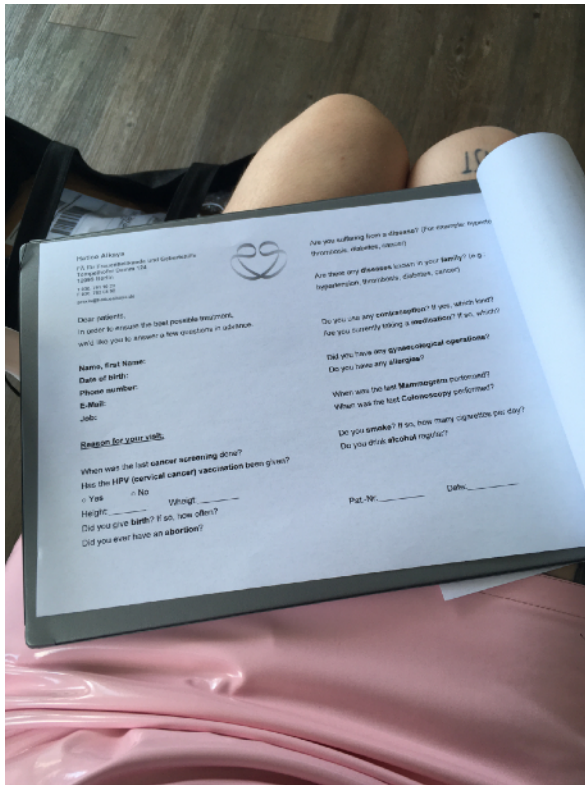 Dear patients,
In order to ensure the best possible treatment,
we'd like you to answer a few questions in advance.
Name, first Name:
Date of birth:
Phone number:
E-Mail:
Job:
Reason for your visit:
When was the last cancer screening done?
Has the HPV (cervical cancer) vaccination been given?
○ Yes ○ No
Height: Wheigt:
Did you give birth? If so, how often?
Did you ever have an abortion?
Are you suffering from a disease? (For example: hyperte
thrombosis, diabetes, cancer)
Are there any diseases known in your family? (e.g.
hypertension, thrombosis, diabetes, cancer)
Do you use any contraception? If yes, which kind?
Are you currently taking a medication? If so, which?
Did you have any gynaecological operations?
Do you have any allergies?
When was the last Mammogram performed?
When was the last Colonoscopy performed?
Do you smoke? If so, how many cigarettes per day?
Do you drink alcohol regular?
Pat.-Nr. Date: